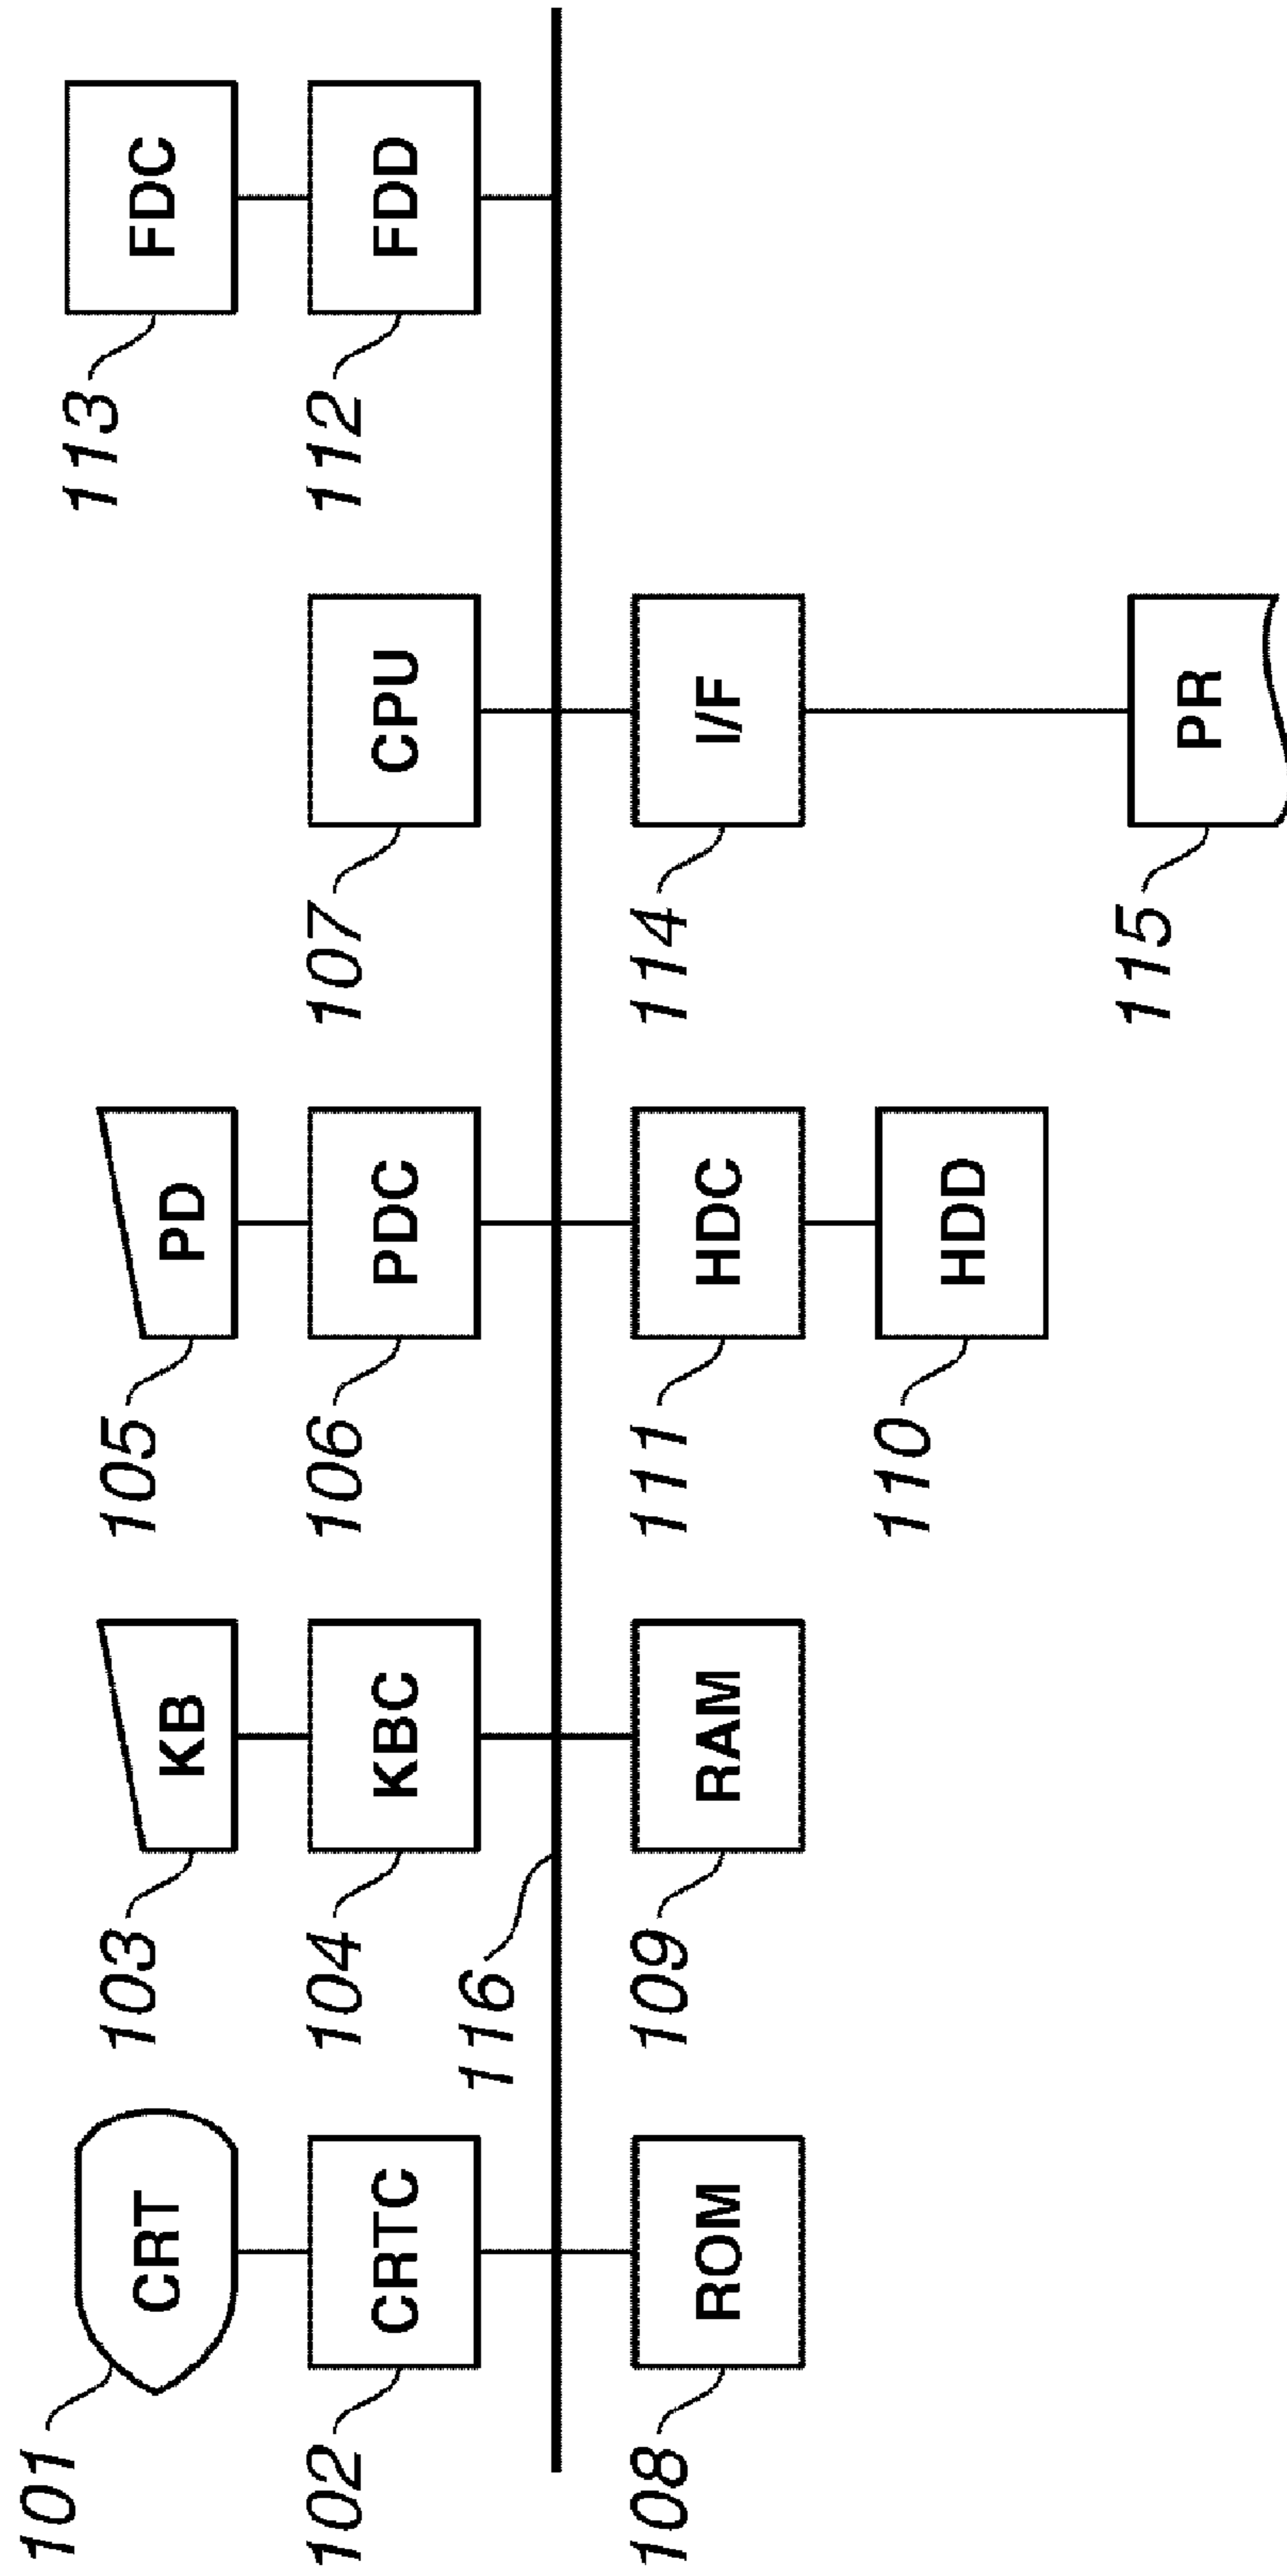 101
CRT
103
KB
105
PD
113
FDC
102
CRTC
104
KBC
106
PDC
107
CPU
112
FDD
116
108
ROM
109
RAM
111
HDC
114
I/F
110
HDD
115
PR